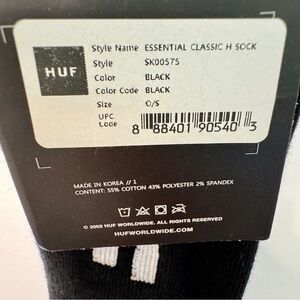 HUF
Style Name ESSENTIAL CLASSIC H SOCK
Style SK00575
Color BLACK
Color Code BLACK
Size O/S
UPC Code 8 88401 90540 3
MADE IN KOREA // 1
CONTENT: 55% COTTON 43% POLYESTER 2% SPANDEX
© 2002 HUF WORLDWIDE. ALL RIGHTS RESERVED
HUFWORLDWIDE.COM